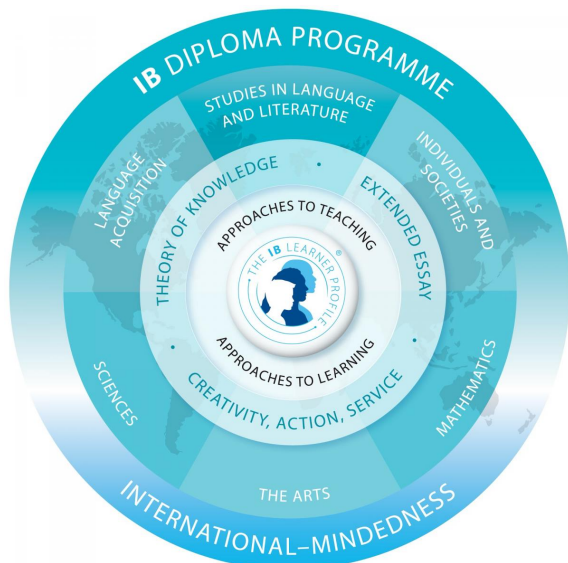 IB DIPLOMA PROGRAMME
STUDIES IN LANGUAGE
AND LITERATURE
LANGUAGE
ACQUISITION
INDIVIDUALS AND
SOCIETIES
THEORY OF KNOWLEDGE
EXTENDED ESSAY
APPROACHES TO TEACHING
THE IB LEARNER PROFILE ®
APPROACHES TO LEARNING
CREATIVITY, ACTION, SERVICE
SCIENCES
MATHEMATICS
THE ARTS
INTERNATIONAL–MINDEDNESS